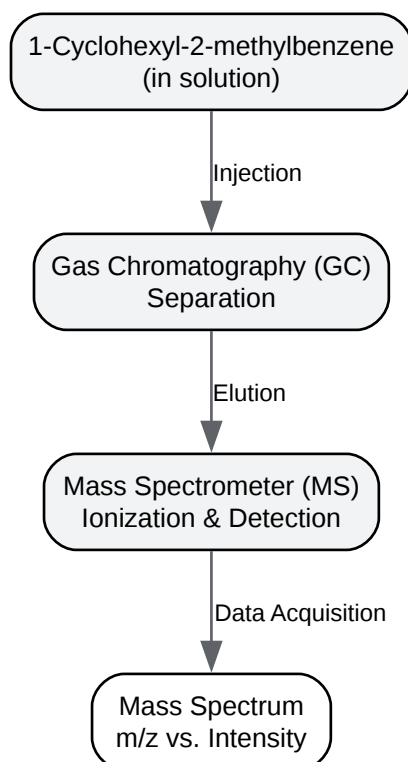 1-Cyclohexyl-2-methylbenzene
(in solution)
Injection
Gas Chromatography (GC)
Separation
Elution
Mass Spectrometer (MS)
Ionization & Detection
Data Acquisition
Mass Spectrum
m/z vs. Intensity